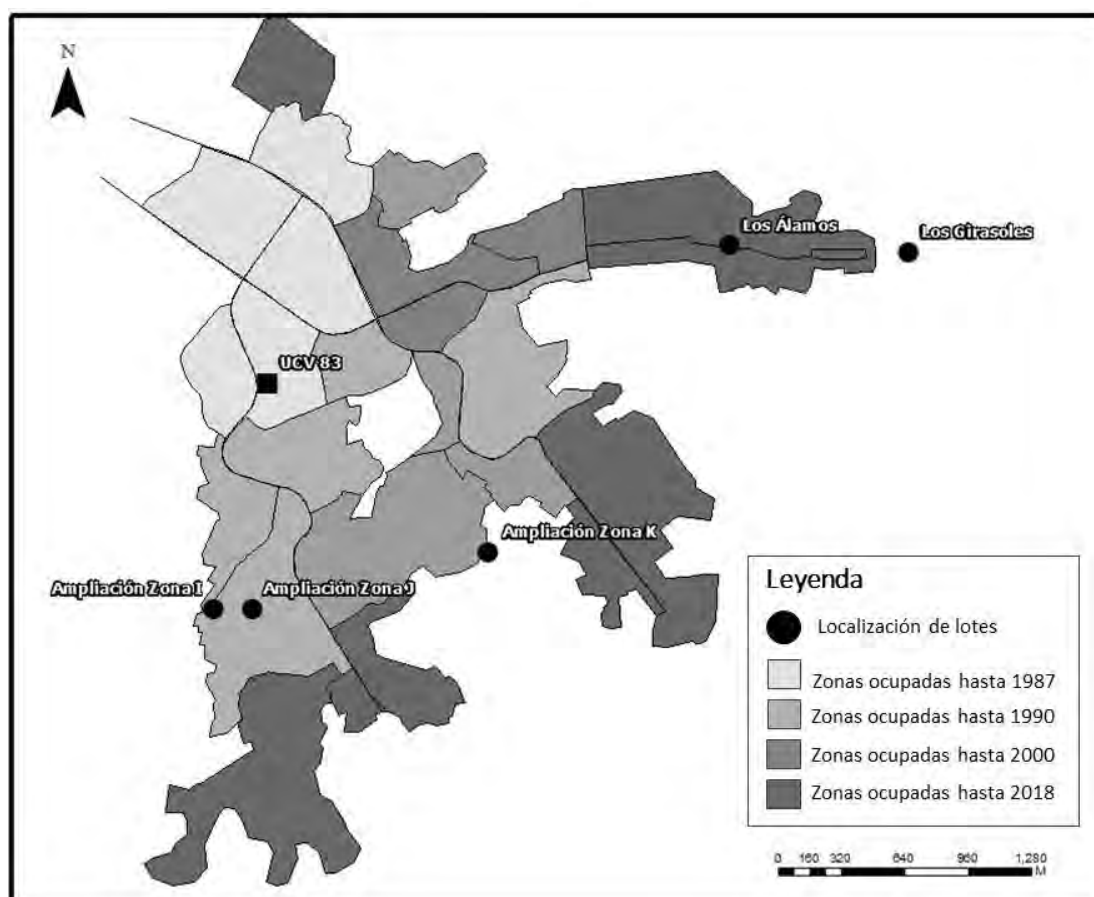 N
Los Álamos
Los Girasoles
UCV 83
Ampliación Zona K
Ampliación Zona I
Ampliación Zona J
Leyenda
Localización de lotes
Zonas ocupadas hasta 1987
Zonas ocupadas hasta 1990
Zonas ocupadas hasta 2000
Zonas ocupadas hasta 2018
0 160 320 640 960 1,280
M